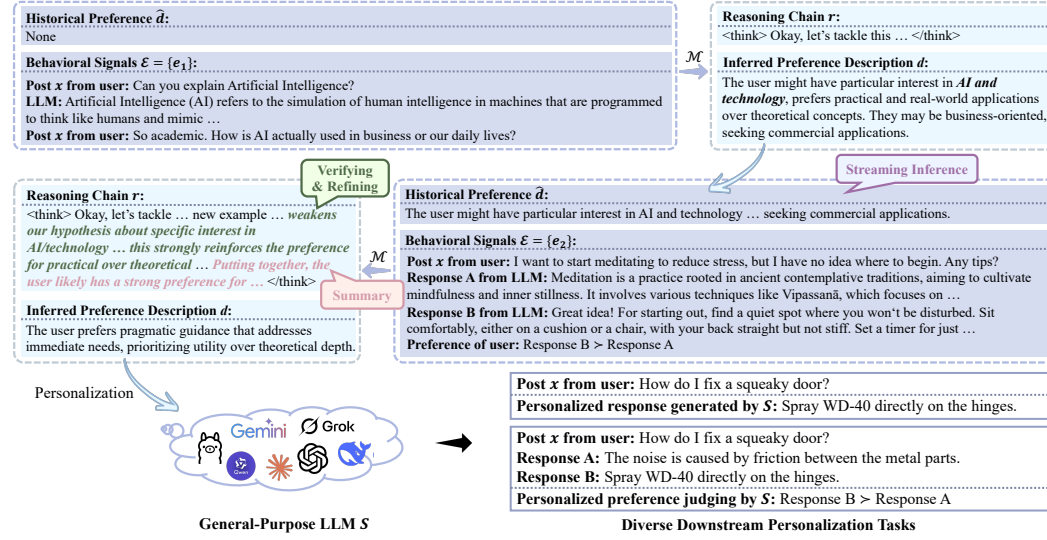 Historical Preference d̂:
None
Behavioral Signals ℰ = {e₁}:
Post x from user: Can you explain Artificial Intelligence?
LLM: Artificial Intelligence (AI) refers to the simulation of human intelligence in machines that are programmed
to think like humans and mimic …
Post x from user: So academic. How is AI actually used in business or our daily lives?
ℳ
Reasoning Chain r:
<think> Okay, let's tackle this … </think>
Inferred Preference Description d:
The user might have particular interest in AI and
technology, prefers practical and real-world applications
over theoretical concepts. They may be business-oriented,
seeking commercial applications.
Streaming Inference
Historical Preference d̂:
The user might have particular interest in AI and technology … seeking commercial applications.
Behavioral Signals ℰ = {e₂}:
Post x from user: I want to start meditating to reduce stress, but I have no idea where to begin. Any tips?
Response A from LLM: Meditation is a practice rooted in ancient contemplative traditions, aiming to cultivate
mindfulness and inner stillness. It involves various techniques like Vipassanā, which focuses on …
Response B from LLM: Great idea! For starting out, find a quiet spot where you won't be disturbed. Sit
comfortably, either on a cushion or a chair, with your back straight but not stiff. Set a timer for just …
Preference of user: Response B ≻ Response A
ℳ
Verifying
& Refining
Reasoning Chain r:
<think> Okay, let's tackle … new example … weakens
our hypothesis about specific interest in
AI/technology … this strongly reinforces the preference
for practical over theoretical … Putting together, the
user likely has a strong preference for … </think>
Summary
Inferred Preference Description d:
The user prefers pragmatic guidance that addresses
immediate needs, prioritizing utility over theoretical depth.
Personalization
Gemini
Grok
Qwen
General-Purpose LLM S
Post x from user: How do I fix a squeaky door?
Personalized response generated by S: Spray WD-40 directly on the hinges.
Post x from user: How do I fix a squeaky door?
Response A: The noise is caused by friction between the metal parts.
Response B: Spray WD-40 directly on the hinges.
Personalized preference judging by S: Response B ≻ Response A
Diverse Downstream Personalization Tasks